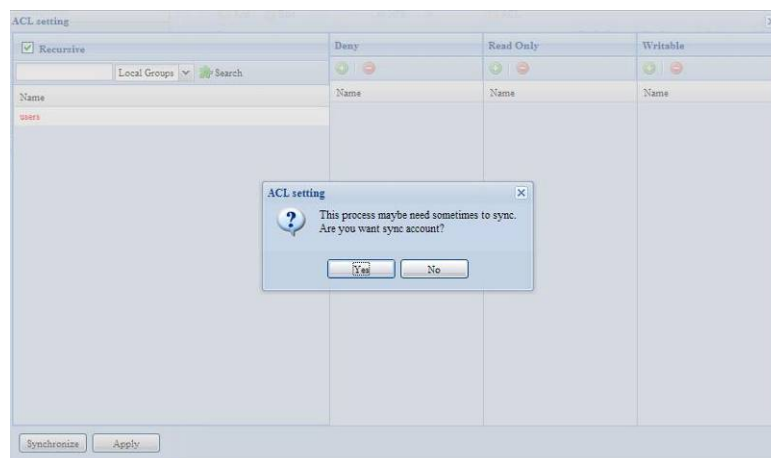 ACL setting
Recursive
Deny
Read Only
Writable
Local Groups
Search
Name
Name
Name
Name
users
ACL setting
This process maybe need sometimes to sync.
Are you want sync account?
Yes
No
Synchronize
Apply